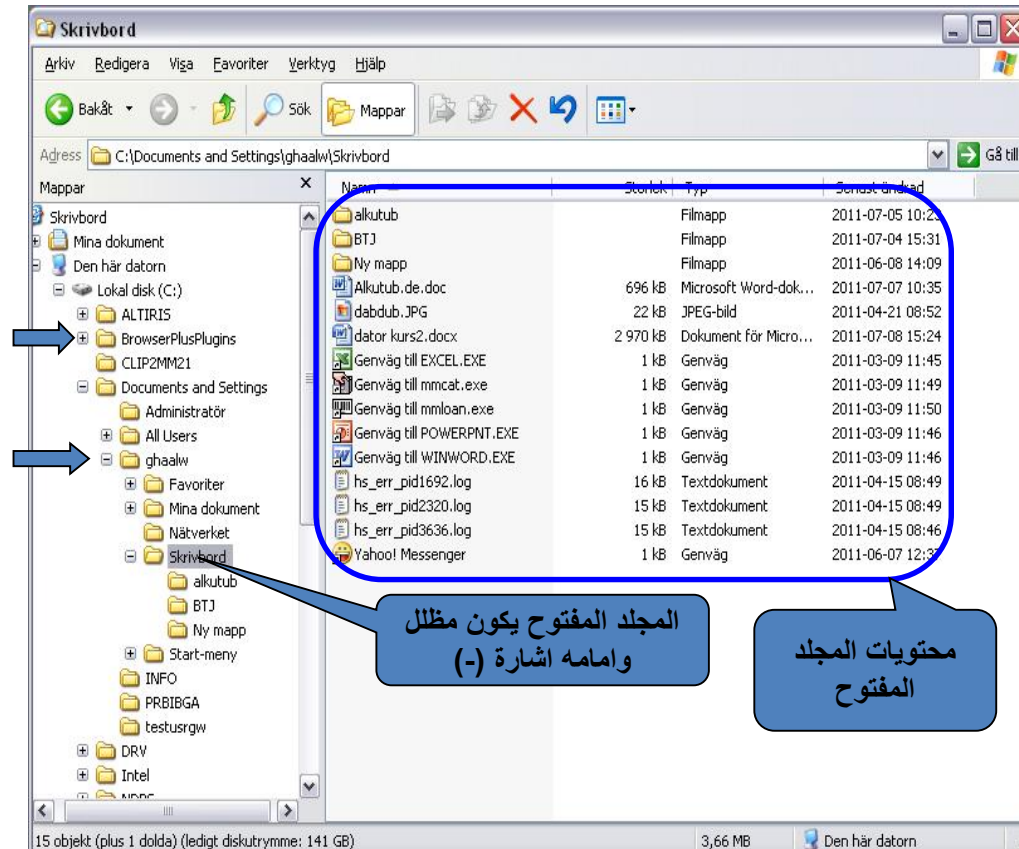 Skrivbord
Arkiv Redigera Visa Favoriter Verktyg Hjälp
Bakåt Sök Mappar
Adress C:\Documents and Settings\ghaalw\Skrivbord Gå till
Mappar x Namn Storlek Typ Senast ändrad
Skrivbord
Mina dokument
Den här datorn
Lokal disk (C:)
ALTIRIS
BrowserPlusPlugins
CLIP2MM21
Documents and Settings
Administratör
All Users
ghaalw
Favoriter
Mina dokument
Nätverket
Skrivbord
alkutub
BTJ
Ny mapp
Start-meny
INFO
PRBIBGA
testusrgw
DRV
Intel
alkutub Filmapp 2011-07-05 10:23
BTJ Filmapp 2011-07-04 15:31
Ny mapp Filmapp 2011-06-08 14:09
Alkutub.de.doc 696 kB Microsoft Word-dok... 2011-07-07 10:35
dabdub.JPG 22 kB JPEG-bild 2011-04-21 08:52
dator kurs2.docx 2 970 kB Dokument för Micro... 2011-07-08 15:24
Genväg till EXCEL.EXE 1 kB Genväg 2011-03-09 11:45
Genväg till mmcat.exe 1 kB Genväg 2011-03-09 11:49
Genväg till mmloan.exe 1 kB Genväg 2011-03-09 11:50
Genväg till POWERPNT.EXE 1 kB Genväg 2011-03-09 11:46
Genväg till WINWORD.EXE 1 kB Genväg 2011-03-09 11:46
hs_err_pid1692.log 16 kB Textdokument 2011-04-15 08:49
hs_err_pid2320.log 15 kB Textdokument 2011-04-15 08:49
hs_err_pid3636.log 15 kB Textdokument 2011-04-15 08:46
Yahoo! Messenger 1 kB Genväg 2011-06-07 12:37
المجلد المفتوح يكون مظلل
وامامه اشارة (-)
محتويات المجلد
المفتوح
15 objekt (plus 1 dolda) (ledigt diskutrymme: 141 GB) 3,66 MB Den här datorn